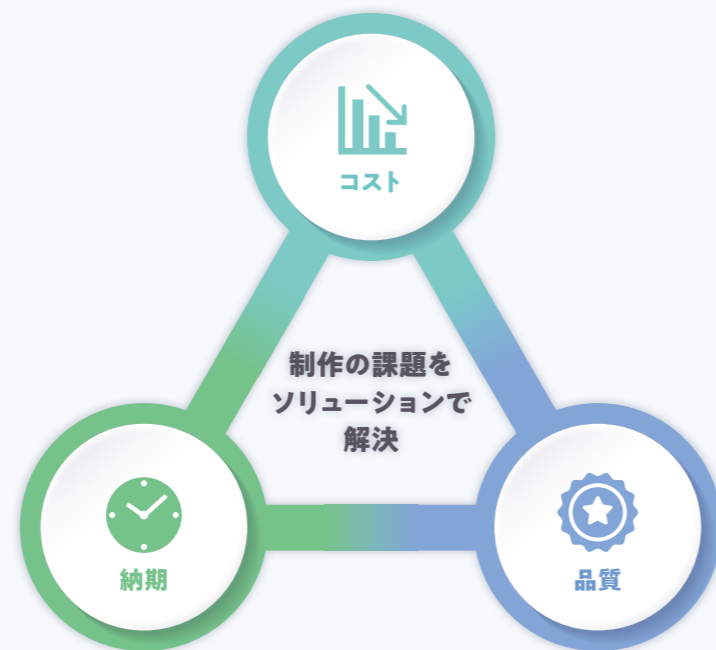 コスト
制作の課題を
ソリューションで
解決
納期
品質